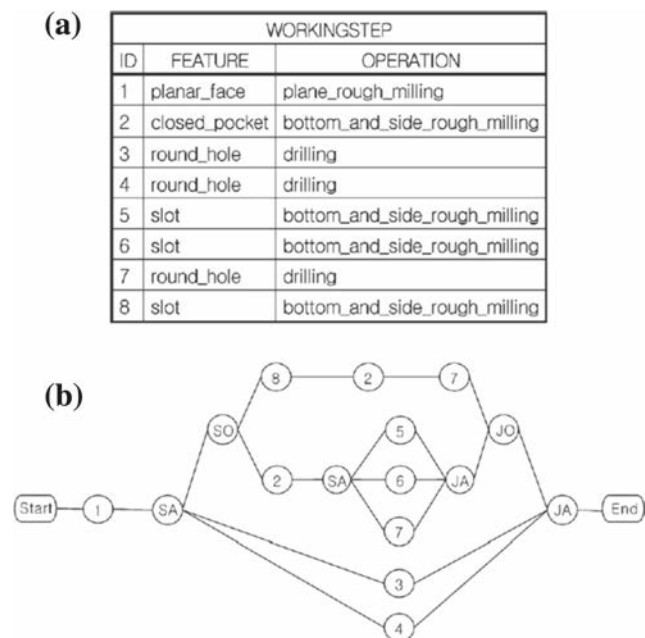 (a)
WORKINGSTEP
ID FEATURE OPERATION
1 planar_face plane_rough_milling
2 closed_pocket bottom_and_side_rough_milling
3 round_hole drilling
4 round_hole drilling
5 slot bottom_and_side_rough_milling
6 slot bottom_and_side_rough_milling
7 round_hole drilling
8 slot bottom_and_side_rough_milling
(b)
8 2 7
SO JO
5
2 SA 6 JA
7
Start 1 SA JA End
3
4